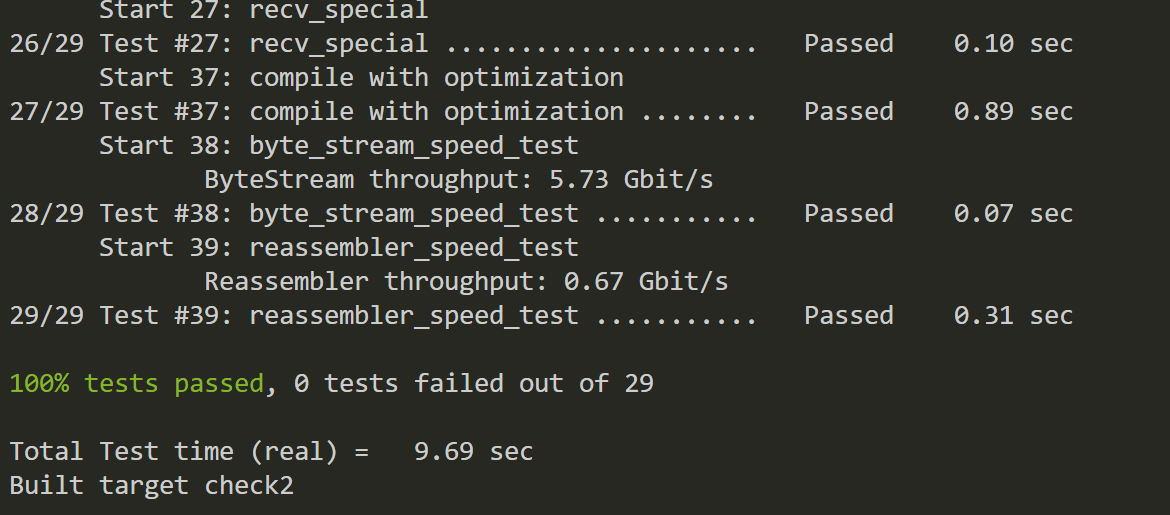 Start 27: recv_special
26/29 Test #27: recv_special ..................... Passed 0.10 sec
Start 37: compile with optimization
27/29 Test #37: compile with optimization ........ Passed 0.89 sec
Start 38: byte_stream_speed_test
ByteStream throughput: 5.73 Gbit/s
28/29 Test #38: byte_stream_speed_test ........... Passed 0.07 sec
Start 39: reassembler_speed_test
Reassembler throughput: 0.67 Gbit/s
29/29 Test #39: reassembler_speed_test ........... Passed 0.31 sec
100% tests passed, 0 tests failed out of 29
Total Test time (real) = 9.69 sec
Built target check2